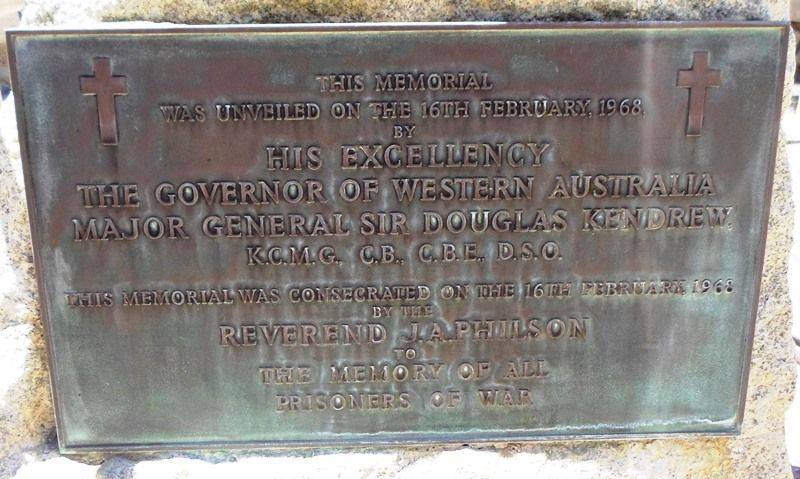 THIS MEMORIAL
WAS UNVEILED ON THE 16TH FEBRUARY, 1968,
BY
HIS EXCELLENCY
THE GOVERNOR OF WESTERN AUSTRALIA
MAJOR GENERAL SIR DOUGLAS KENDREW,
K.C.M.G., C.B., C.B.E., D.S.O.
THIS MEMORIAL WAS CONSECRATED ON THE 16TH FEBRUARY, 1968
BY THE
REVEREND J.A.PHILSON
TO
THE MEMORY OF ALL
PRISONERS OF WAR